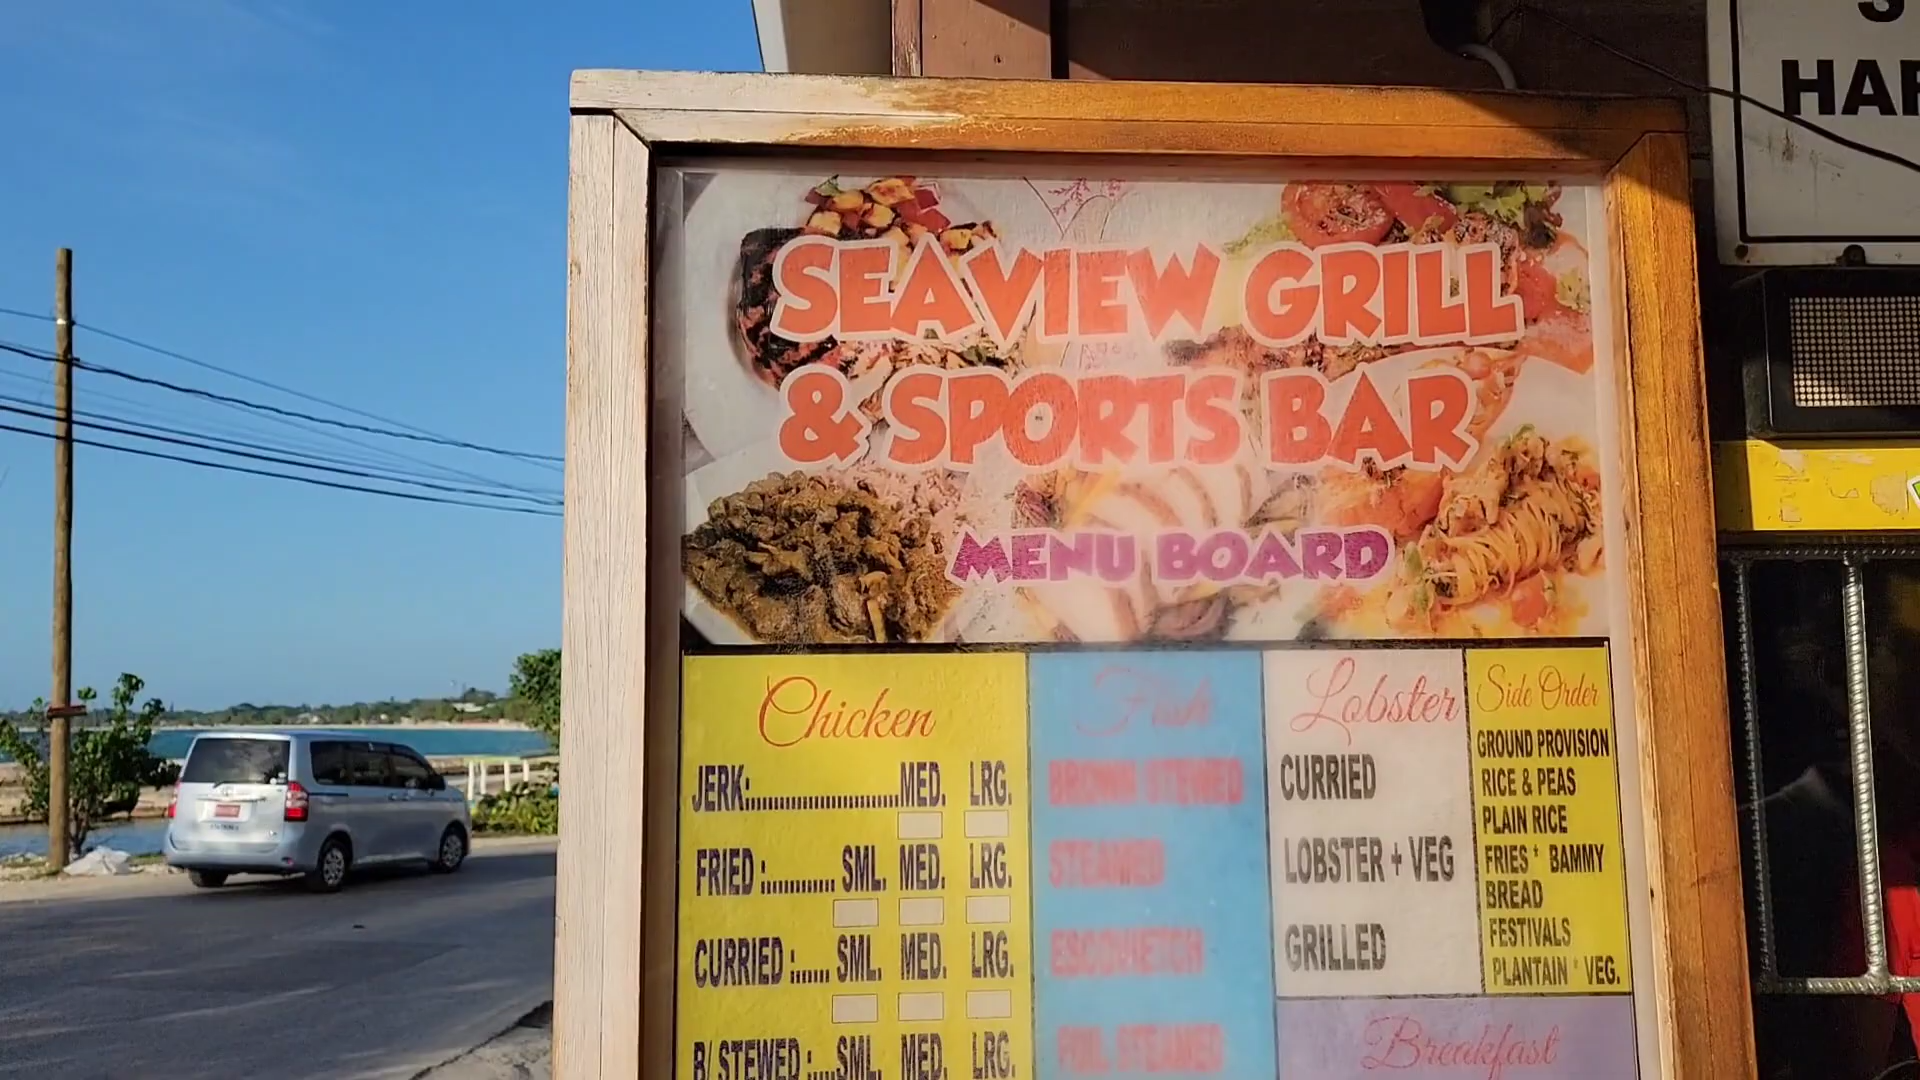 SEAVIEW GRILL
& SPORTS BAR
MENU BOARD
Chicken
JERK:............................MED. LRG.
FRIED :............ SML. MED. LRG.
CURRIED :...... SML. MED. LRG.
B/ STEWED :.....SML. MED. LRG.
Fish
BROWN STEWED
STEAMED
ESCOVIETCH
FOIL STEAMED
Lobster
CURRIED
LOBSTER + VEG
GRILLED
Side Order
GROUND PROVISION
RICE & PEAS
PLAIN RICE
FRIES * BAMMY
BREAD
FESTIVALS
PLANTAIN * VEG.
Breakfast
HAR